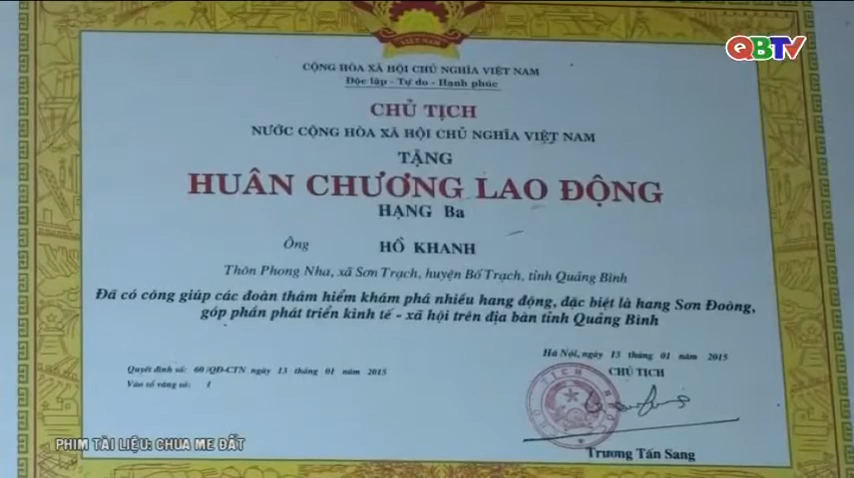 QBTV
VIỆT NAM
CỘNG HÒA XÃ HỘI CHỦ NGHĨA VIỆT NAM
Độc lập - Tự do - Hạnh phúc
CHỦ TỊCH
NƯỚC CỘNG HÒA XÃ HỘI CHỦ NGHĨA VIỆT NAM
TẶNG
HUÂN CHƯƠNG LAO ĐỘNG
HẠNG Ba
Ông HỒ KHANH
Thôn Phong Nha, xã Sơn Trạch, huyện Bố Trạch, tỉnh Quảng Bình
Đã có công giúp các đoàn thám hiểm khám phá nhiều hang động, đặc biệt là hang Sơn Đoòng,
góp phần phát triển kinh tế - xã hội trên địa bàn tỉnh Quảng Bình
Hà Nội, ngày 13 tháng 01 năm 2015
Quyết định số: 60/QĐ-CTN ngày 13 tháng 01 năm 2015
CHỦ TỊCH
Vào sổ vàng số: 1
Trương Tấn Sang
PHIM TÀI LIỆU: CHUA ME ĐẤT